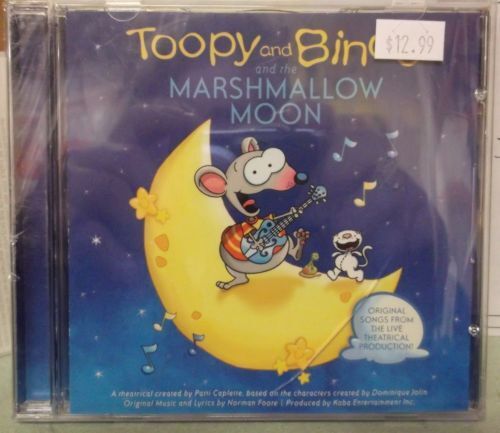 Toopy and Bin
$12.99
and the
MARSHMALLOW
MOON
ORIGINAL
SONGS FROM
THE LIVE
THEATRICAL
PRODUCTION!
A theatrical created by Patti Caplette, based on the characters created by Dominique Jolin
Original Music and Lyrics by Norman Foote | Produced by Koba Entertainment Inc.